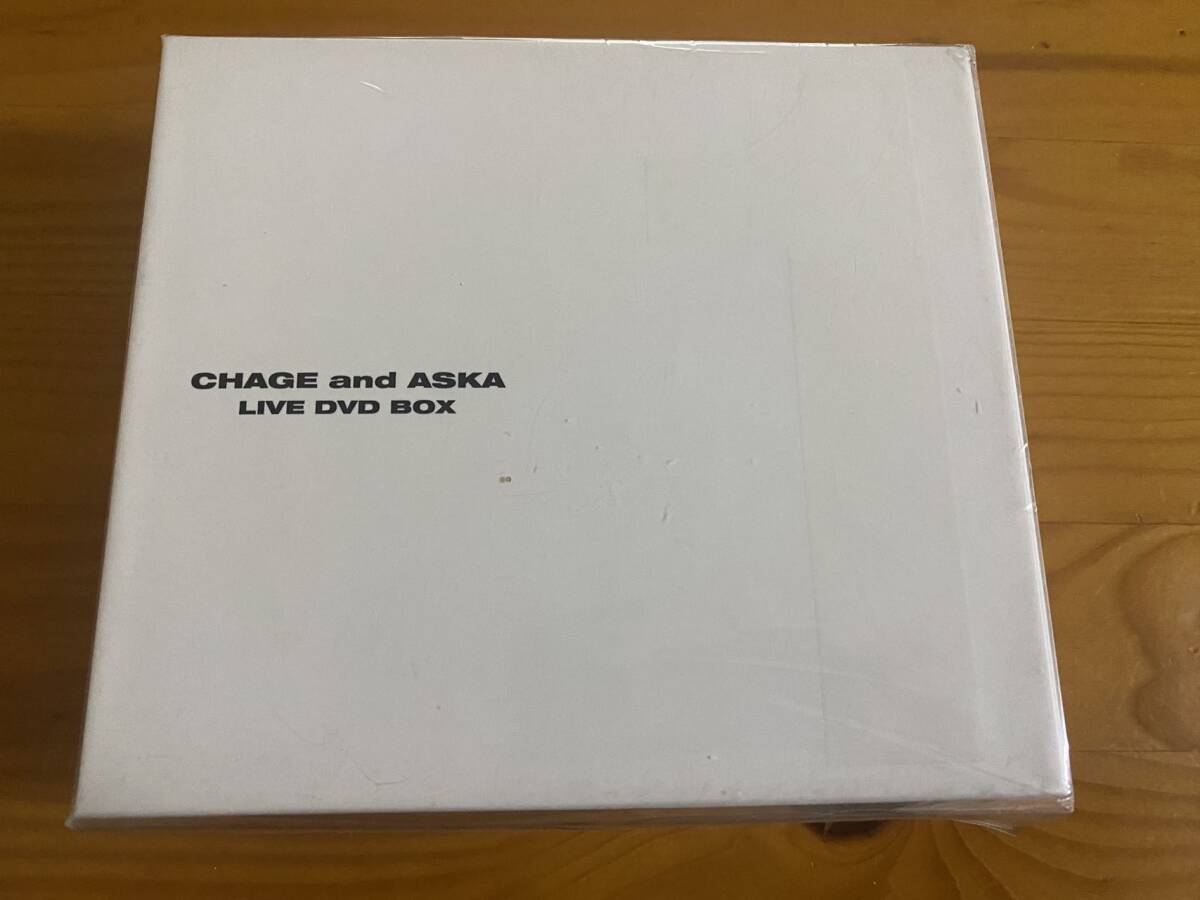 CHAGE and ASKA
LIVE DVD BOX